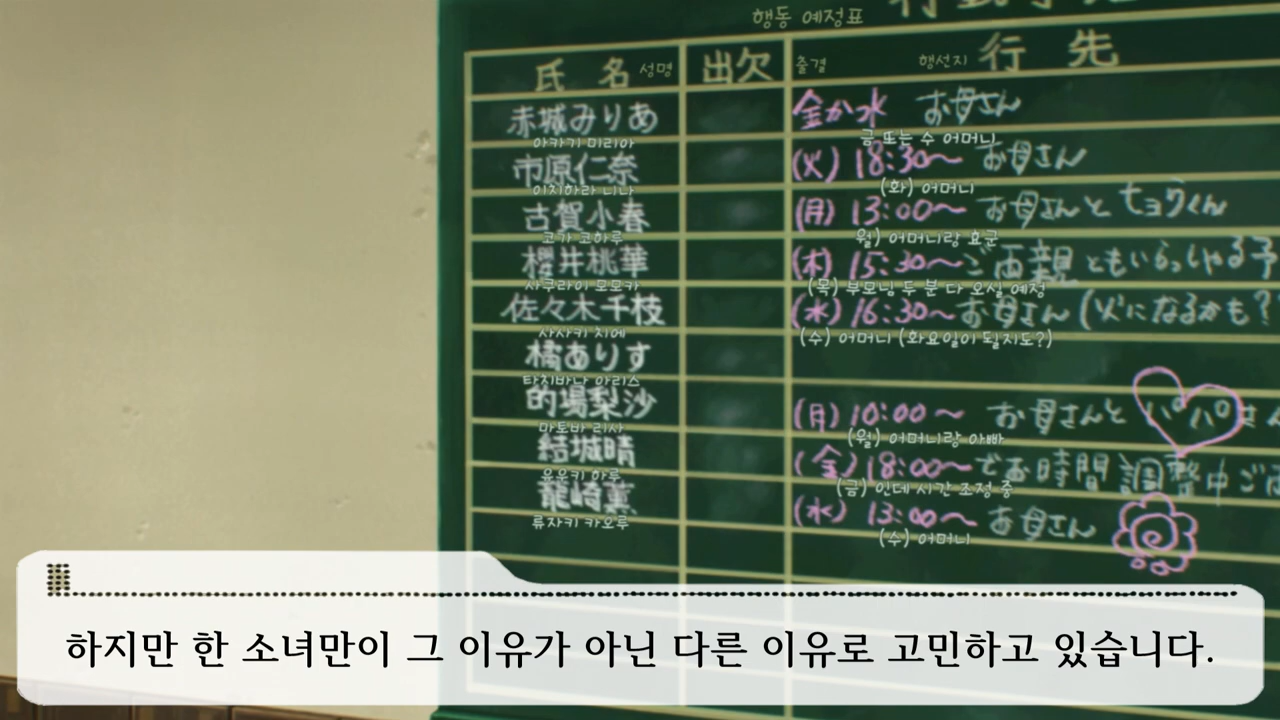 행동 예정표
氏 名 성명 出欠 출결 행선지 行 先
赤城みりあ 金か水 お母さん
아카기 미리아 금 또는 수 어머니
市原仁奈 (火) 18:30〜 お母さん
이치하라 니나 (화) 어머니
古賀小春 (月) 13:00〜 お母さんと ヒョウくん
코가 코하루 월) 어머니랑 효군
櫻井桃華 (木) 15:30〜ご両親 ともいらっしゃる予
사쿠라이 모모카 (목) 부모님 두 분 다 오실 예정
佐々木千枝 (水) 16:30〜お母さん (火になるかも?
사사키 치에 (수) 어머니 (화요일이 될지도?)
橘ありす
타치바나 아리스
的場梨沙 (月) 10:00〜 お母さんと パパさん
마토바 리사 (월) 어머니랑 아빠
結城晴 (金) 18:00〜でお時間 調整中
유우키 하루 (금) 인데 시간 조정 중
龍崎薫 (水) 13:00〜 お母さん
류자키 카오루 (수) 어머니
하지만 한 소녀만이 그 이유가 아닌 다른 이유로 고민하고 있습니다.